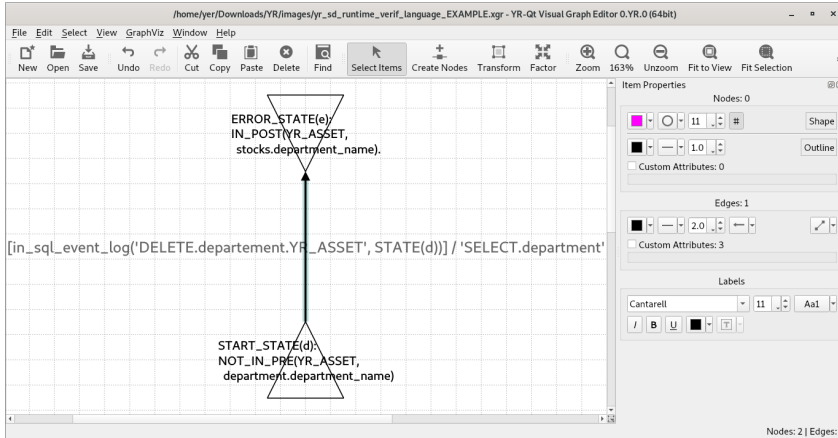 /home/yer/Downloads/YR/images/yr_sd_runtime_verif_language_EXAMPLE.xgr - YR-Qt Visual Graph Editor 0.YR.0 (64bit)
File Edit Select View GraphViz Window Help
New Open Save Undo Redo Cut Copy Paste Delete Find Select Items Create Nodes Transform Factor Zoom 163% Unzoom Fit to View Fit Selection
Item Properties
Nodes: 0
11 # Shape
1.0 Outline
Custom Attributes: 0
Edges: 1
2.0
Custom Attributes: 3
Labels
Cantarell 11 Aa1
I B U T
ERROR_STATE(e):
IN_POST(YR_ASSET,
stocks.department_name).
[in_sql_event_log('DELETE.departement.YR_ASSET', STATE(d))] / 'SELECT.department'
START_STATE(d):
NOT_IN_PRE(YR_ASSET,
department.department_name)
Nodes: 2 | Edges: